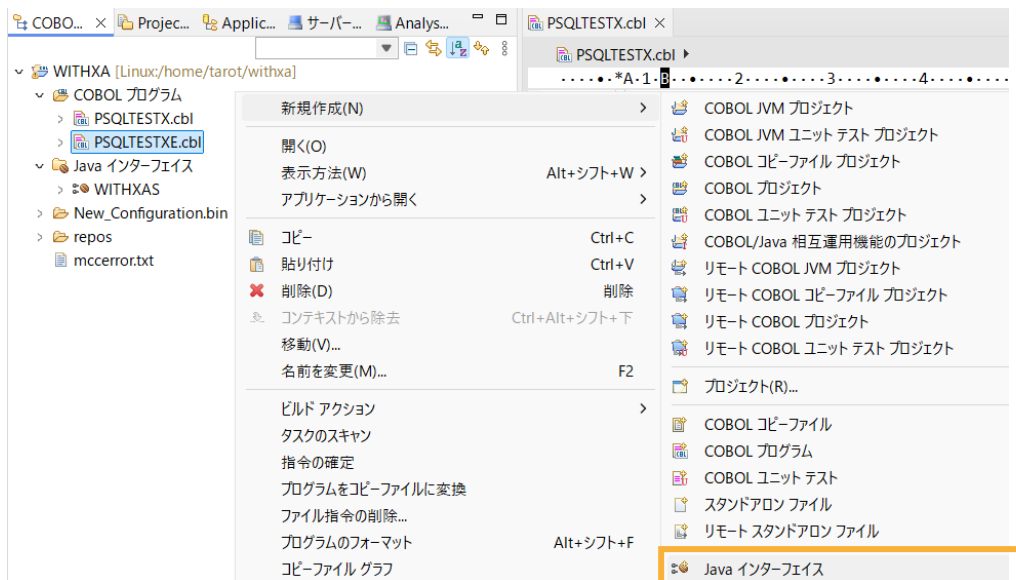 COBO... Projec... Applic... サーバー... Analys...
PSQLTESTX.cbl
PSQLTESTX.cbl
····•·*A·1·B··•····2····•····3····•····4····•····
WITHXA [Linux:/home/tarot/withxa]
COBOL プログラム
PSQLTESTX.cbl
PSQLTESTXE.cbl
Java インターフェイス
WITHXAS
New_Configuration.bin
repos
mccerror.txt
新規作成(N)
開く(O)
表示方法(W) Alt+シフト+W
アプリケーションから開く
コピー Ctrl+C
貼り付け Ctrl+V
削除(D) 削除
コンテキストから除去 Ctrl+Alt+シフト+下
移動(V)...
名前を変更(M)... F2
ビルド アクション
タスクのスキャン
指令の確定
プログラムをコピーファイルに変換
ファイル指令の削除...
プログラムのフォーマット Alt+シフト+F
コピーファイル グラフ
COBOL JVM プロジェクト
COBOL JVM ユニット テスト プロジェクト
COBOL コピーファイル プロジェクト
COBOL プロジェクト
COBOL ユニット テスト プロジェクト
COBOL/Java 相互運用機能のプロジェクト
リモート COBOL JVM プロジェクト
リモート COBOL コピーファイル プロジェクト
リモート COBOL プロジェクト
リモート COBOL ユニット テスト プロジェクト
プロジェクト(R)...
COBOL コピーファイル
COBOL プログラム
COBOL ユニット テスト
スタンドアロン ファイル
リモート スタンドアロン ファイル
Java インターフェイス